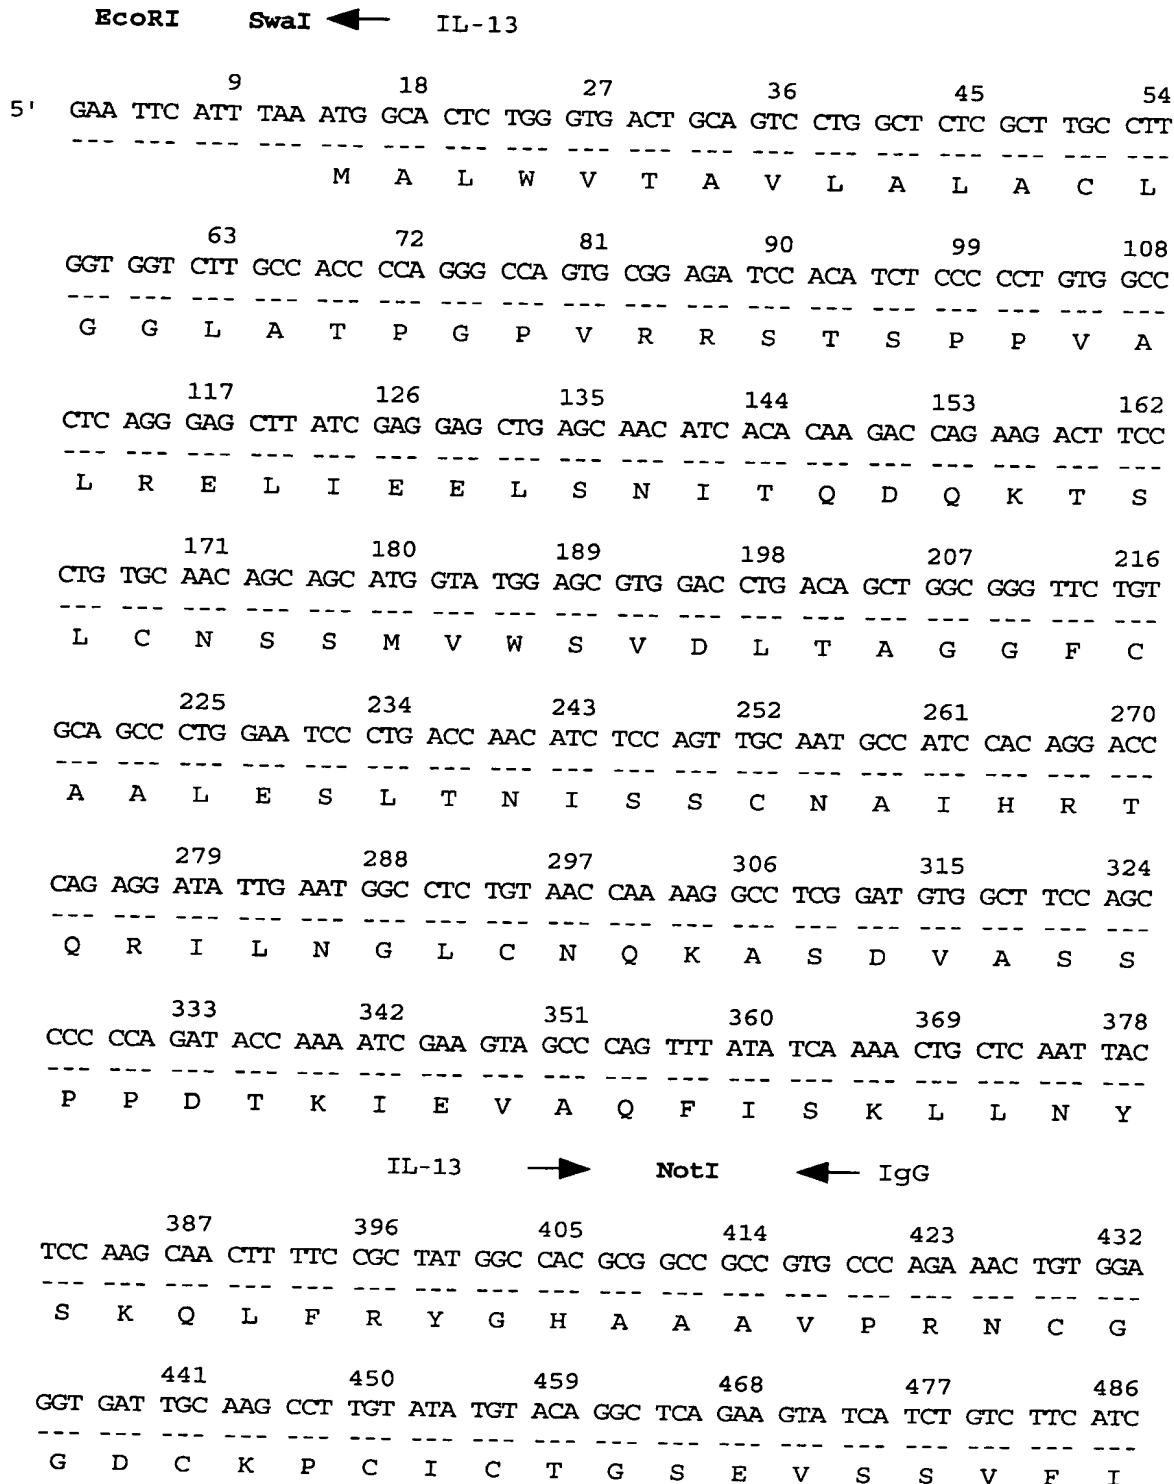 EcoRI SwaI IL-13
9 18 27 36 45 54
5' GAA TTC ATT TAA ATG GCA CTC TGG GTG ACT GCA GTC CTG GCT CTC GCT TGC CTT
--- --- --- --- --- --- --- --- --- --- --- --- --- --- --- --- --- ---
M A L W V T A V L A L A C L
63 72 81 90 99 108
GGT GGT CTT GCC ACC CCA GGG CCA GTG CGG AGA TCC ACA TCT CCC CCT GTG GCC
--- --- --- --- --- --- --- --- --- --- --- --- --- --- --- --- --- ---
G G L A T P G P V R R S T S P P V A
117 126 135 144 153 162
CTC AGG GAG CTT ATC GAG GAG CTG AGC AAC ATC ACA CAA GAC CAG AAG ACT TCC
--- --- --- --- --- --- --- --- --- --- --- --- --- --- --- --- --- ---
L R E L I E E L S N I T Q D Q K T S
171 180 189 198 207 216
CTG TGC AAC AGC AGC ATG GTA TGG AGC GTG GAC CTG ACA GCT GGC GGG TTC TGT
--- --- --- --- --- --- --- --- --- --- --- --- --- --- --- --- --- ---
L C N S S M V W S V D L T A G G F C
225 234 243 252 261 270
GCA GCC CTG GAA TCC CTG ACC AAC ATC TCC AGT TGC AAT GCC ATC CAC AGG ACC
--- --- --- --- --- --- --- --- --- --- --- --- --- --- --- --- --- ---
A A L E S L T N I S S C N A I H R T
279 288 297 306 315 324
CAG AGG ATA TTG AAT GGC CTC TGT AAC CAA AAG GCC TCG GAT GTG GCT TCC AGC
--- --- --- --- --- --- --- --- --- --- --- --- --- --- --- --- --- ---
Q R I L N G L C N Q K A S D V A S S
333 342 351 360 369 378
CCC CCA GAT ACC AAA ATC GAA GTA GCC CAG TTT ATA TCA AAA CTG CTC AAT TAC
--- --- --- --- --- --- --- --- --- --- --- --- --- --- --- --- --- ---
P P D T K I E V A Q F I S K L L N Y
IL-13 NotI IgG
387 396 405 414 423 432
TCC AAG CAA CTT TTC CGC TAT GGC CAC GCG GCC GCC GTG CCC AGA AAC TGT GGA
--- --- --- --- --- --- --- --- --- --- --- --- --- --- --- --- --- ---
S K Q L F R Y G H A A A V P R N C G
441 450 459 468 477 486
GGT GAT TGC AAG CCT TGT ATA TGT ACA GGC TCA GAA GTA TCA TCT GTC TTC ATC
--- --- --- --- --- --- --- --- --- --- --- --- --- --- --- --- --- ---
G D C K P C I C T G S E V S S V F I